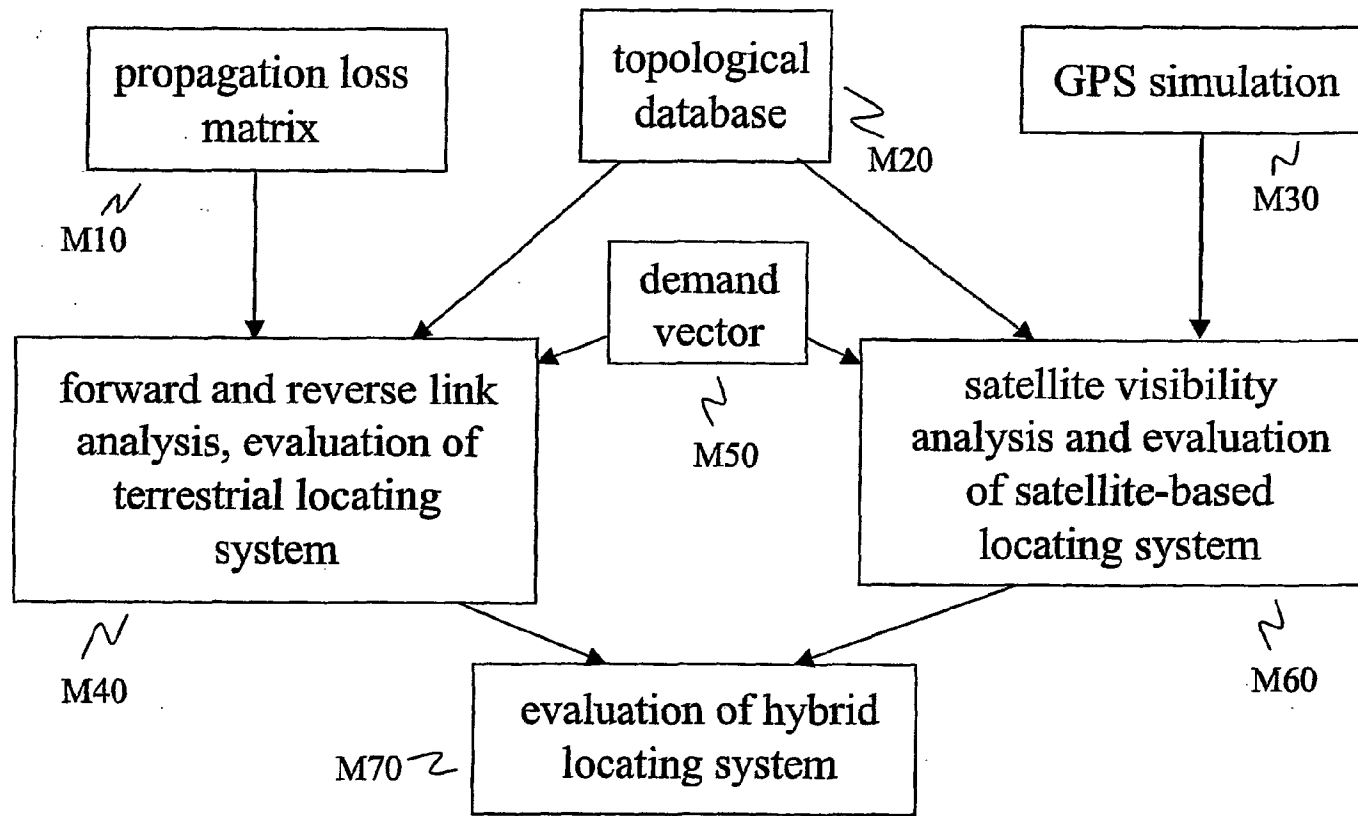 propagation loss
matrix
M10
topological
database
M20
GPS simulation
M30
demand
vector
M50
forward and reverse link
analysis, evaluation of
terrestrial locating
system
M40
satellite visibility
analysis and evaluation
of satellite-based
locating system
M60
evaluation of hybrid
locating system
M70